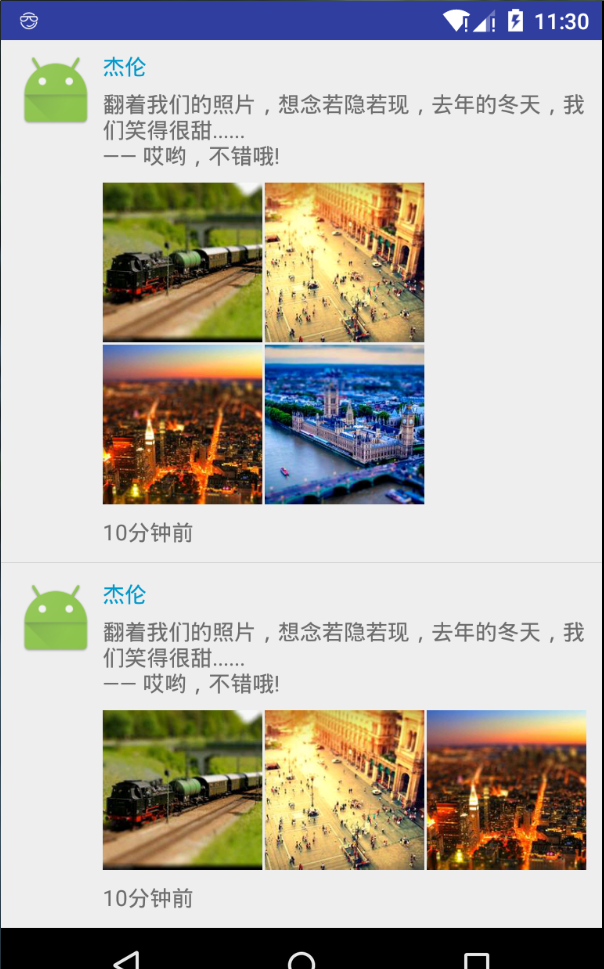 11:30
杰伦
翻着我们的照片，想念若隐若现，去年的冬天，我
们笑得很甜……
—— 哎哟，不错哦!
10分钟前
杰伦
翻着我们的照片，想念若隐若现，去年的冬天，我
们笑得很甜……
—— 哎哟，不错哦!
10分钟前